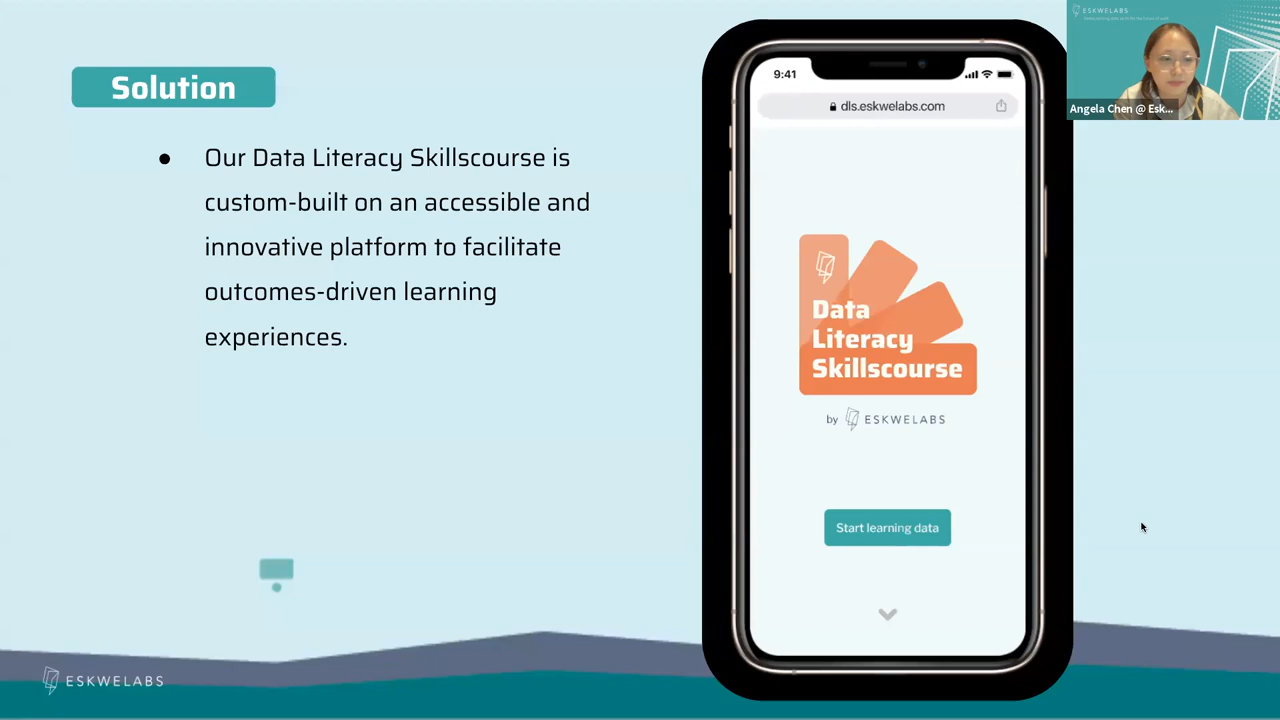 Solution
● Our Data Literacy Skillscourse is
custom-built on an accessible and
innovative platform to facilitate
outcomes-driven learning
experiences.
9:41
dls.eskwelabs.com
Data
Literacy
Skillscourse
by ESKWELABS
Start learning data
ESKWELABS
ESKWELABS
Angela Chen @ Esk...